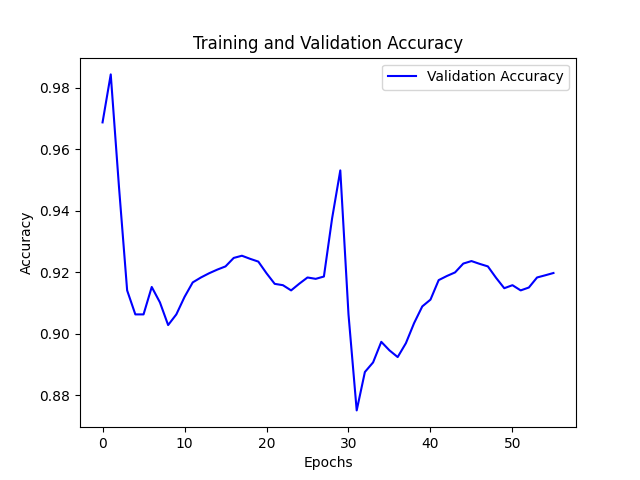 Training and Validation Accuracy
Validation Accuracy
0.98
0.96
0.94
0.92
0.90
0.88
Accuracy
0 10 20 30 40 50
Epochs